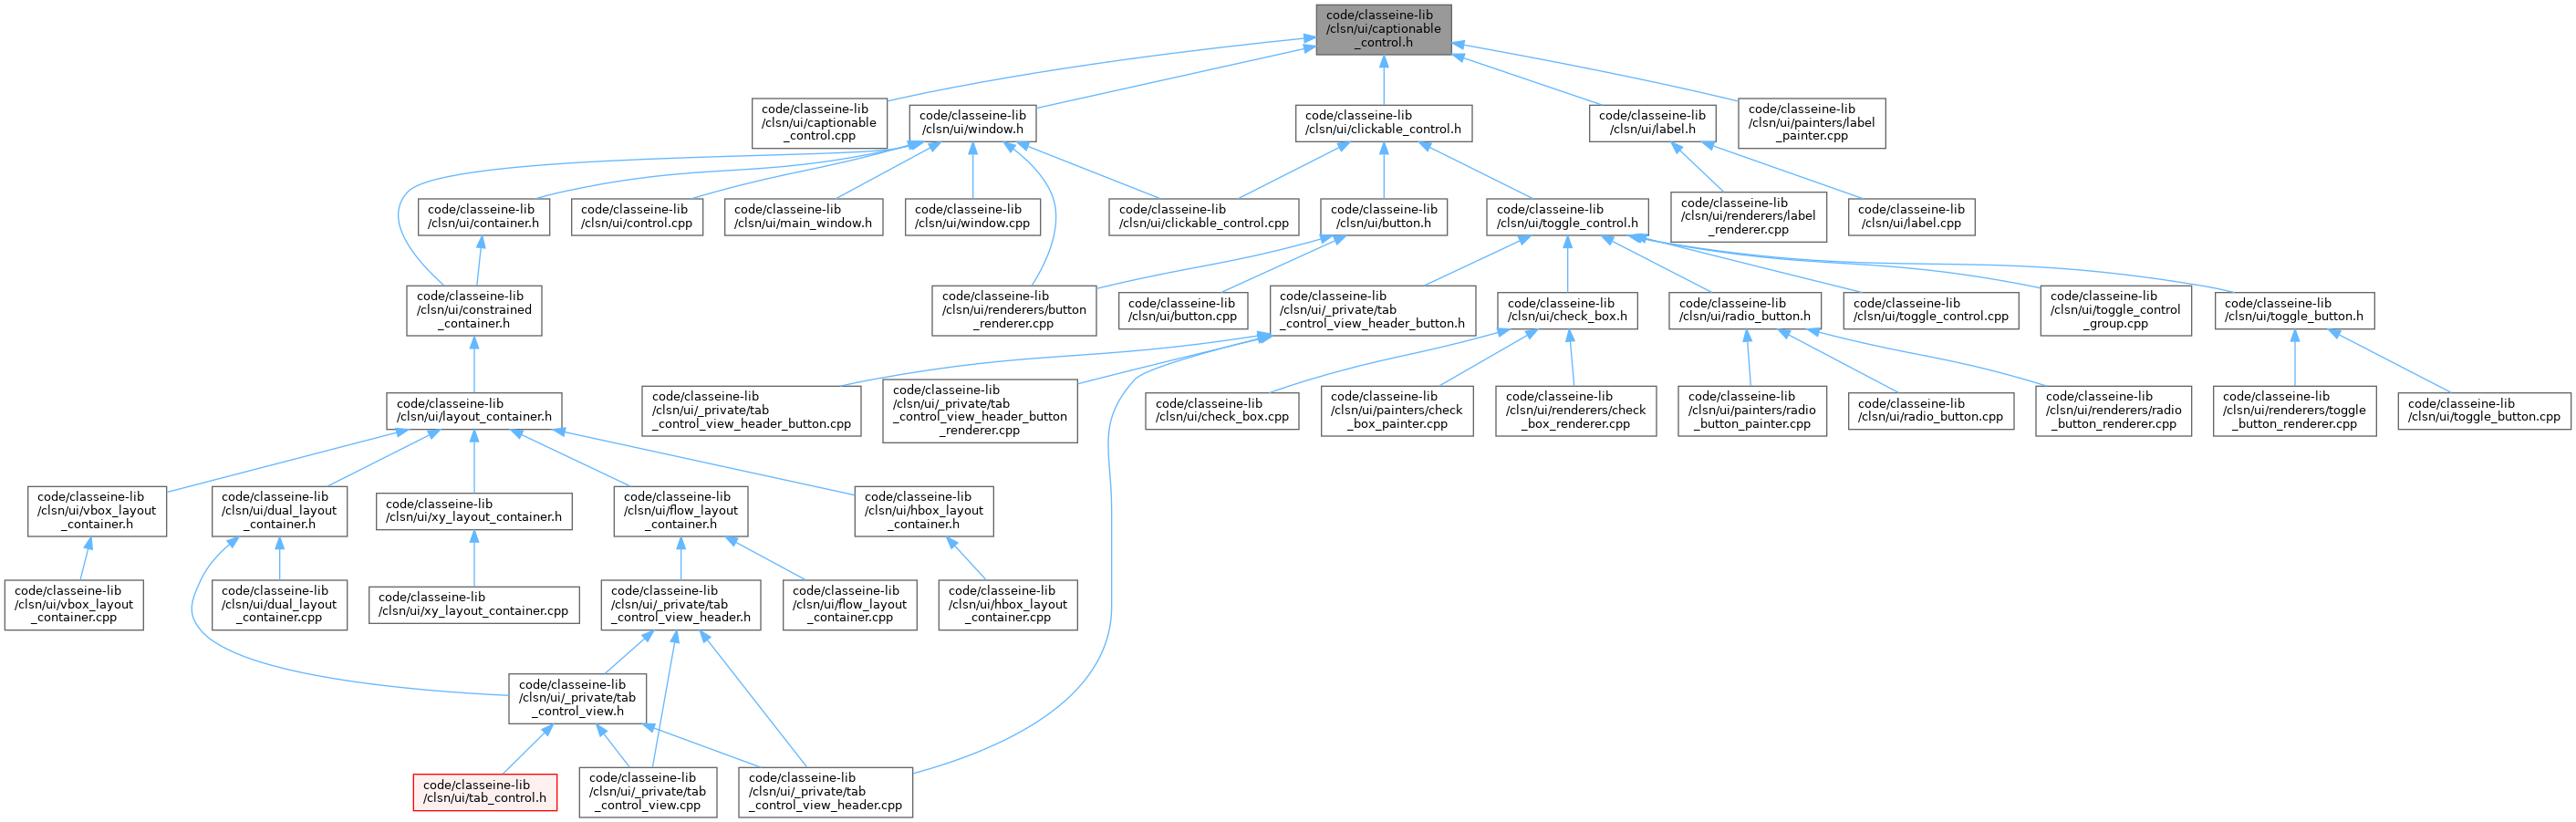 code/classeine-lib
/clsn/ui/captionable
_control.h
code/classeine-lib
/clsn/ui/captionable
_control.cpp
code/classeine-lib
/clsn/ui/window.h
code/classeine-lib
/clsn/ui/clickable_control.h
code/classeine-lib
/clsn/ui/label.h
code/classeine-lib
/clsn/ui/painters/label
_painter.cpp
code/classeine-lib
/clsn/ui/container.h
code/classeine-lib
/clsn/ui/control.cpp
code/classeine-lib
/clsn/ui/main_window.h
code/classeine-lib
/clsn/ui/window.cpp
code/classeine-lib
/clsn/ui/clickable_control.cpp
code/classeine-lib
/clsn/ui/button.h
code/classeine-lib
/clsn/ui/toggle_control.h
code/classeine-lib
/clsn/ui/renderers/label
_renderer.cpp
code/classeine-lib
/clsn/ui/label.cpp
code/classeine-lib
/clsn/ui/constrained
_container.h
code/classeine-lib
/clsn/ui/renderers/button
_renderer.cpp
code/classeine-lib
/clsn/ui/button.cpp
code/classeine-lib
/clsn/ui/_private/tab
_control_view_header_button.h
code/classeine-lib
/clsn/ui/check_box.h
code/classeine-lib
/clsn/ui/radio_button.h
code/classeine-lib
/clsn/ui/toggle_control.cpp
code/classeine-lib
/clsn/ui/toggle_control
_group.cpp
code/classeine-lib
/clsn/ui/toggle_button.h
code/classeine-lib
/clsn/ui/layout_container.h
code/classeine-lib
/clsn/ui/_private/tab
_control_view_header_button.cpp
code/classeine-lib
/clsn/ui/_private/tab
_control_view_header_button
_renderer.cpp
code/classeine-lib
/clsn/ui/check_box.cpp
code/classeine-lib
/clsn/ui/painters/check
_box_painter.cpp
code/classeine-lib
/clsn/ui/renderers/check
_box_renderer.cpp
code/classeine-lib
/clsn/ui/painters/radio
_button_painter.cpp
code/classeine-lib
/clsn/ui/radio_button.cpp
code/classeine-lib
/clsn/ui/renderers/radio
_button_renderer.cpp
code/classeine-lib
/clsn/ui/renderers/toggle
_button_renderer.cpp
code/classeine-lib
/clsn/ui/toggle_button.cpp
code/classeine-lib
/clsn/ui/vbox_layout
_container.h
code/classeine-lib
/clsn/ui/dual_layout
_container.h
code/classeine-lib
/clsn/ui/xy_layout_container.h
code/classeine-lib
/clsn/ui/flow_layout
_container.h
code/classeine-lib
/clsn/ui/hbox_layout
_container.h
code/classeine-lib
/clsn/ui/vbox_layout
_container.cpp
code/classeine-lib
/clsn/ui/dual_layout
_container.cpp
code/classeine-lib
/clsn/ui/xy_layout_container.cpp
code/classeine-lib
/clsn/ui/_private/tab
_control_view_header.h
code/classeine-lib
/clsn/ui/flow_layout
_container.cpp
code/classeine-lib
/clsn/ui/hbox_layout
_container.cpp
code/classeine-lib
/clsn/ui/_private/tab
_control_view.h
code/classeine-lib
/clsn/ui/tab_control.h
code/classeine-lib
/clsn/ui/_private/tab
_control_view.cpp
code/classeine-lib
/clsn/ui/_private/tab
_control_view_header.cpp